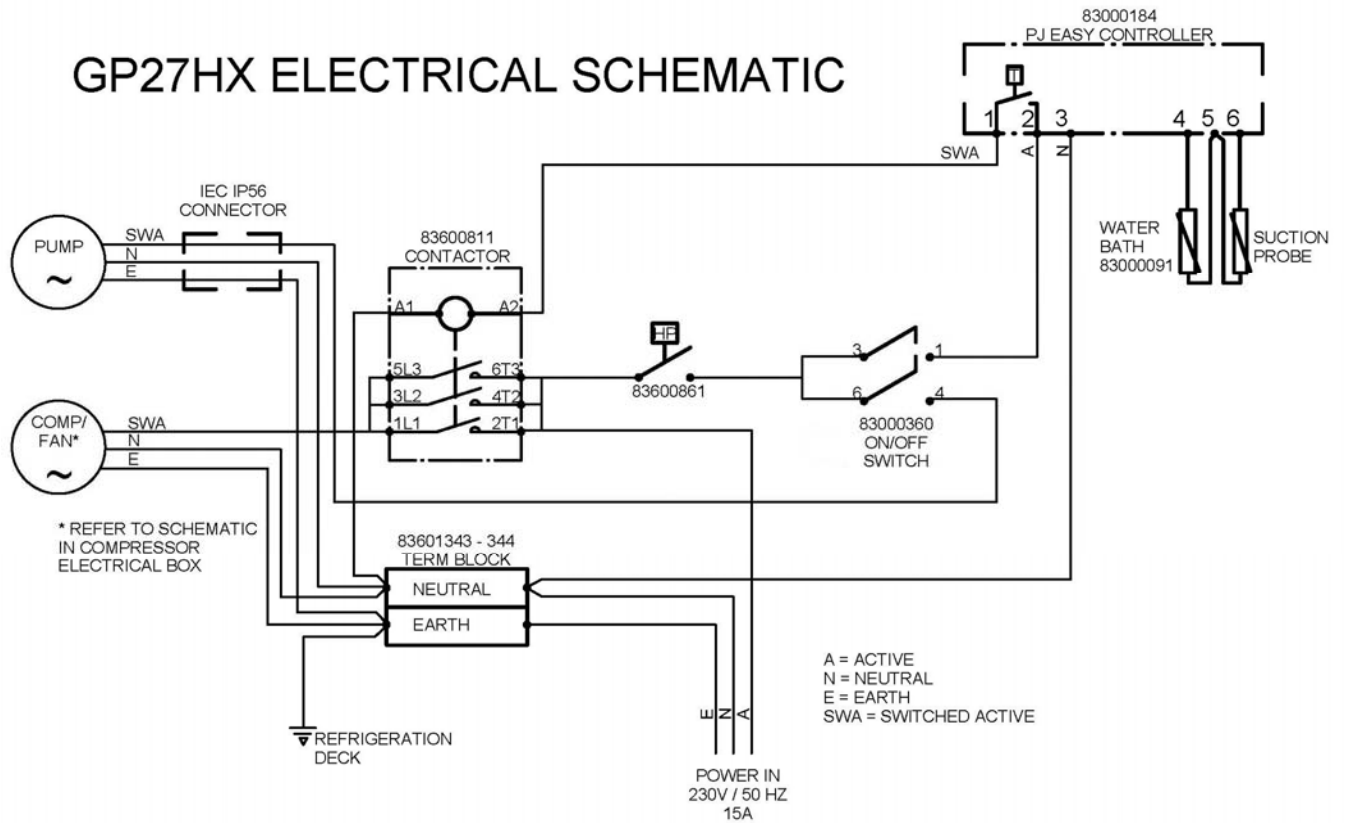 83000184
PJ EASY CONTROLLER
GP27HX ELECTRICAL SCHEMATIC
T
1 2 3 4 5 6
SWA
A
N
IEC IP56
CONNECTOR
PUMP
~
SWA
N
E
83600811
CONTACTOR
A1 A2
5L3 6T3
3L2 4T2
1L1 2T1
HP
83600861
WATER
BATH
83000091
SUCTION
PROBE
3 1
6 4
83000360
ON/OFF
SWITCH
COMP/
FAN*
~
SWA
N
E
* REFER TO SCHEMATIC
IN COMPRESSOR
ELECTRICAL BOX
83601343 - 344
TERM BLOCK
NEUTRAL
EARTH
A = ACTIVE
N = NEUTRAL
E = EARTH
SWA = SWITCHED ACTIVE
E
N
A
REFRIGERATION
DECK
POWER IN
230V / 50 HZ
15A